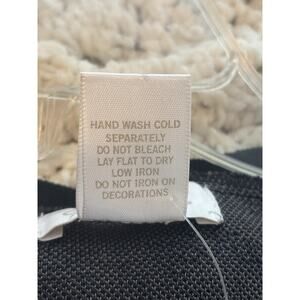 HAND WASH COLD
SEPARATELY
DO NOT BLEACH
LAY FLAT TO DRY
LOW IRON
DO NOT IRON ON
DECORATIONS